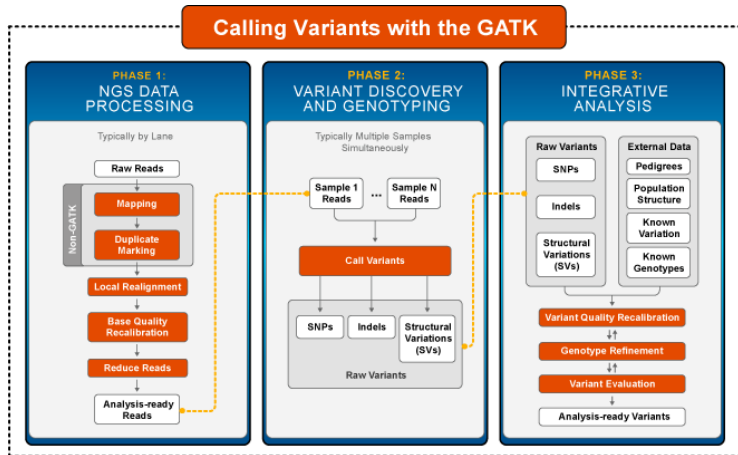 Calling Variants with the GATK
PHASE 1:
NGS DATA
PROCESSING
Typically by Lane
Raw Reads
Non-GATK
Mapping
Duplicate
Marking
Local Realignment
Base Quality
Recalibration
Reduce Reads
Analysis-ready
Reads
PHASE 2:
VARIANT DISCOVERY
AND GENOTYPING
Typically Multiple Samples
Simultaneously
Sample 1
Reads
...
Sample N
Reads
Call Variants
SNPs
Indels
Structural
Variations
(SVs)
Raw Variants
PHASE 3:
INTEGRATIVE
ANALYSIS
Raw Variants
SNPs
Indels
Structural
Variations
(SVs)
External Data
Pedigrees
Population
Structure
Known
Variation
Known
Genotypes
Variant Quality Recalibration
Genotype Refinement
Variant Evaluation
Analysis-ready Variants